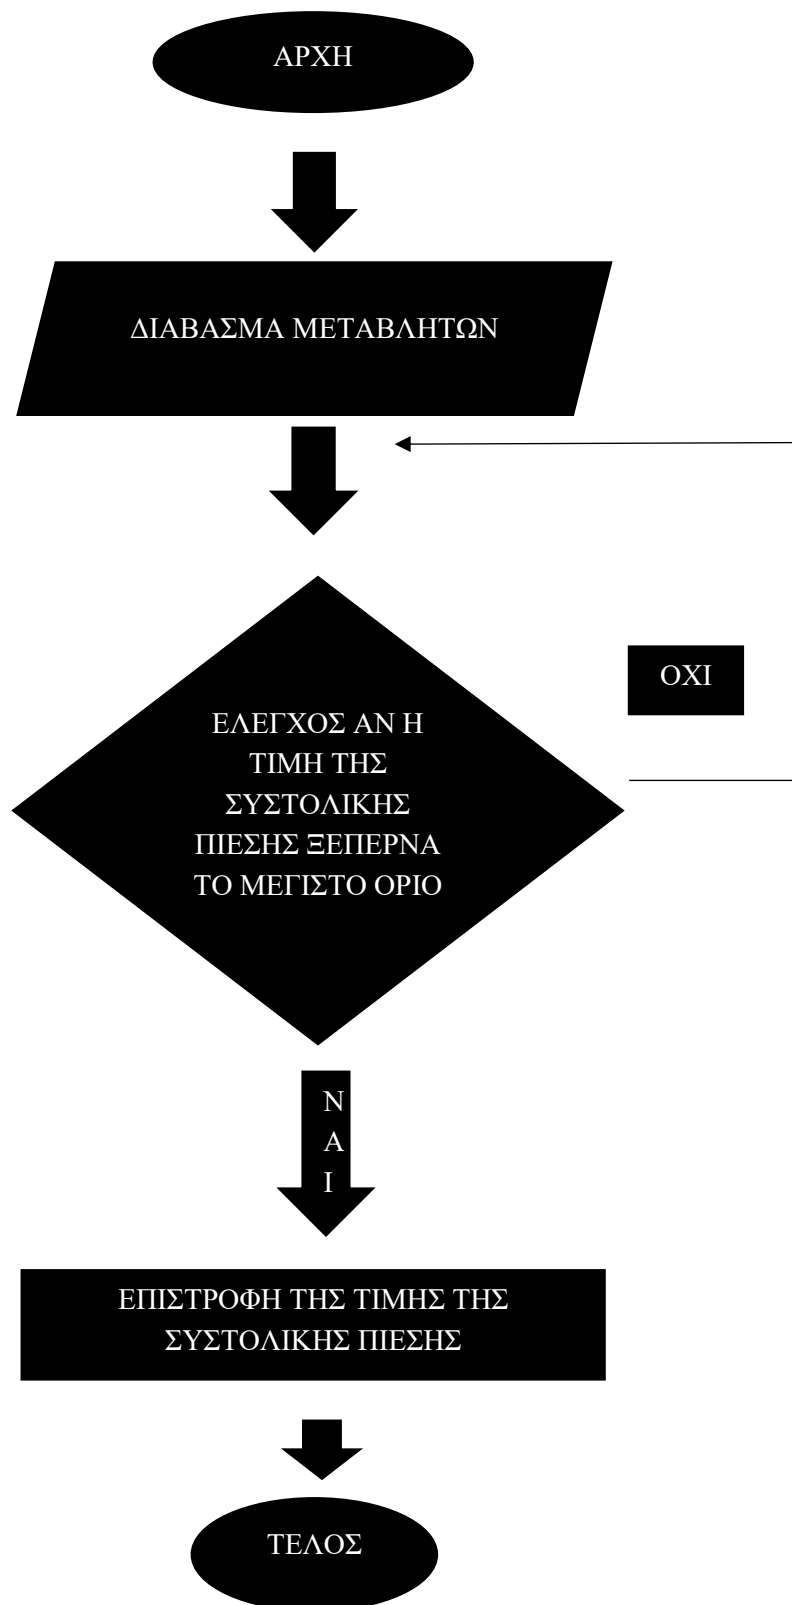 ΑΡΧΗ
ΔΙΑΒΑΣΜΑ ΜΕΤΑΒΛΗΤΩΝ
ΟΧΙ
ΕΛΕΓΧΟΣ ΑΝ Η
ΤΙΜΗ ΤΗΣ
ΣΥΣΤΟΛΙΚΗΣ
ΠΙΕΣΗΣ ΞΕΠΕΡΝΑ
ΤΟ ΜΕΓΙΣΤΟ ΟΡΙΟ
Ν
Α
Ι
ΕΠΙΣΤΡΟΦΗ ΤΗΣ ΤΙΜΗΣ ΤΗΣ
ΣΥΣΤΟΛΙΚΗΣ ΠΙΕΣΗΣ
ΤΕΛΟΣ